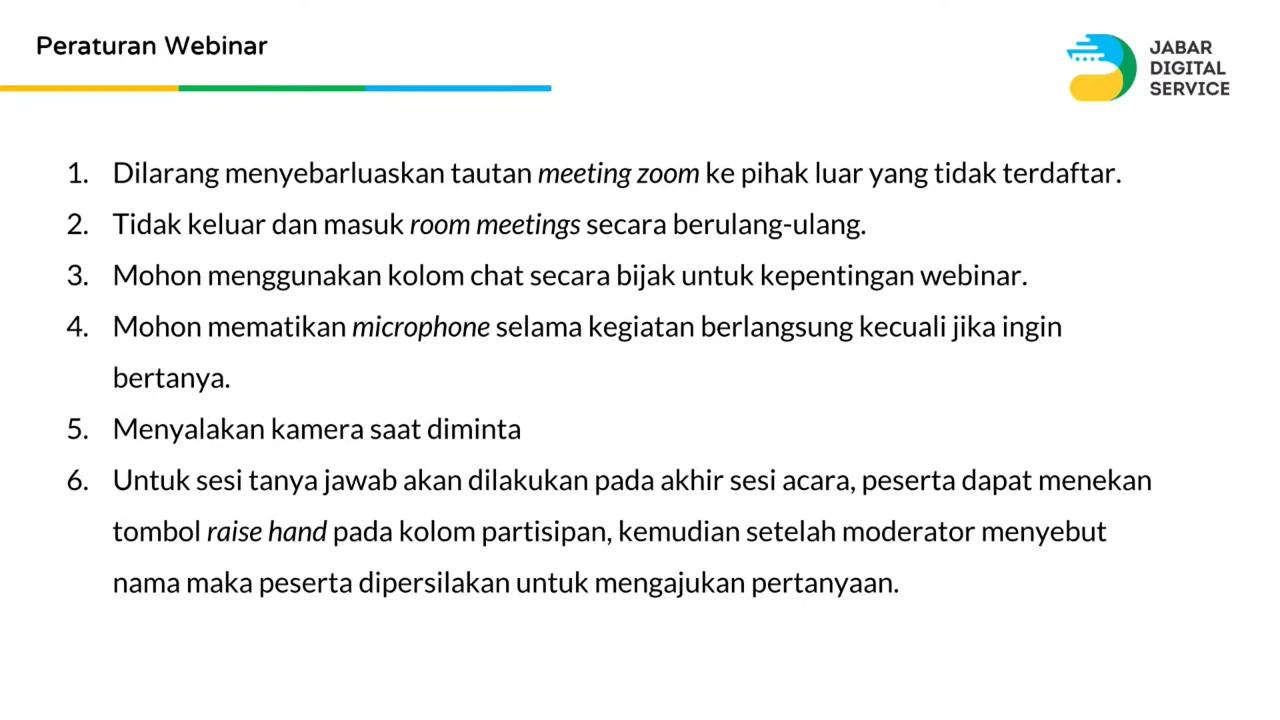 Peraturan Webinar
JABAR
DIGITAL
SERVICE
1. Dilarang menyebarluaskan tautan meeting zoom ke pihak luar yang tidak terdaftar.
2. Tidak keluar dan masuk room meetings secara berulang-ulang.
3. Mohon menggunakan kolom chat secara bijak untuk kepentingan webinar.
4. Mohon mematikan microphone selama kegiatan berlangsung kecuali jika ingin
bertanya.
5. Menyalakan kamera saat diminta
6. Untuk sesi tanya jawab akan dilakukan pada akhir sesi acara, peserta dapat menekan
tombol raise hand pada kolom partisipan, kemudian setelah moderator menyebut
nama maka peserta dipersilakan untuk mengajukan pertanyaan.